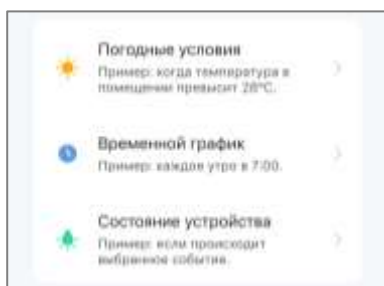 Погодные условия
Пример: когда температура в
помещении превысит 28°C.
Временной график
Пример: каждое утро в 7:00.
Состояние устройства
Пример: если происходит
выбранное событие.